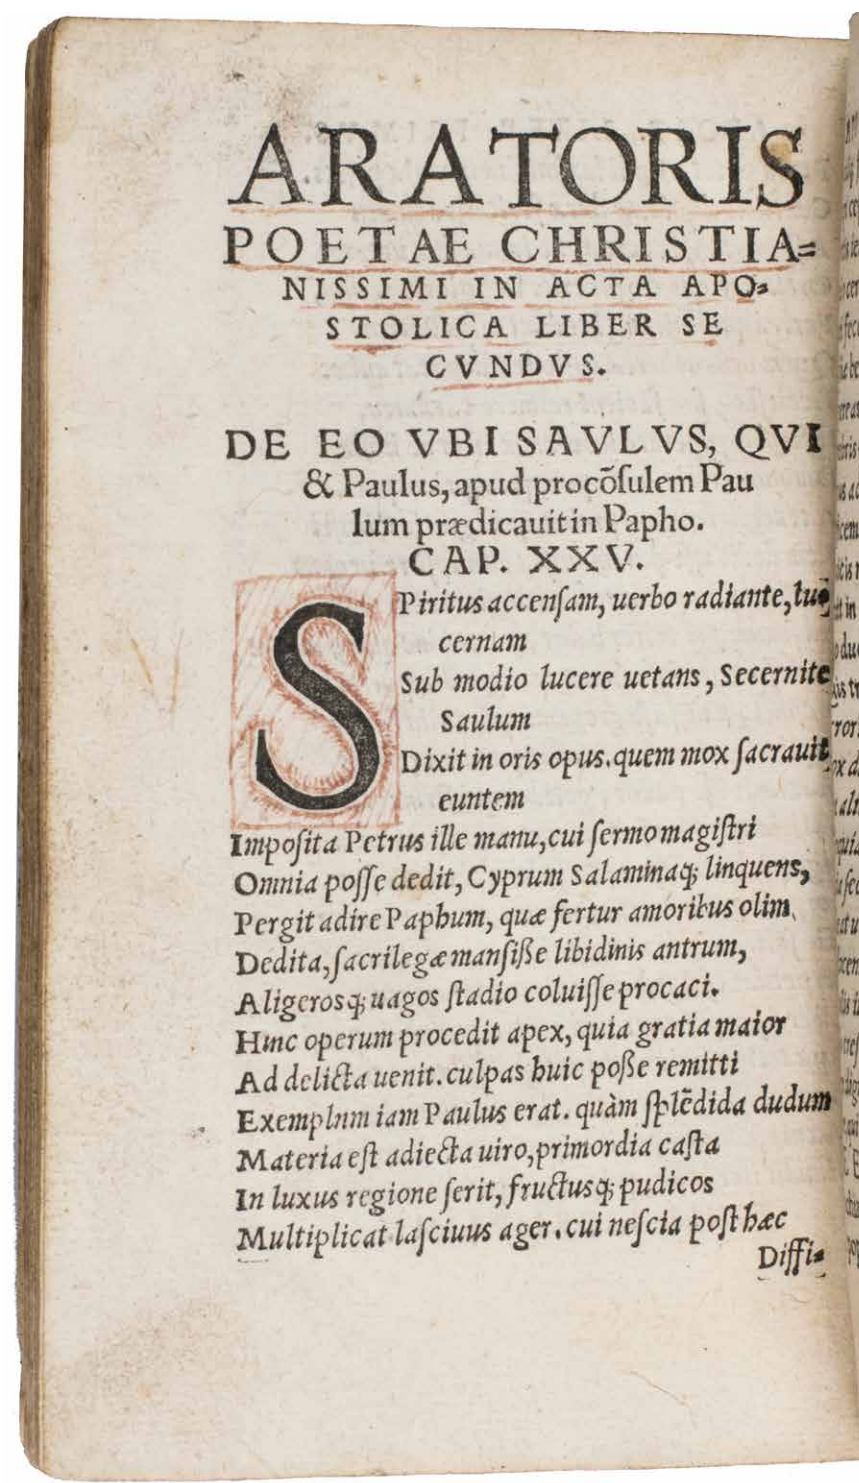 ARATORIS
POETAE CHRISTIA=
NISSIMI IN ACTA APO=
STOLICA LIBER SE
CVNDVS.
DE EO VBI SAVLVS, QVI
& Paulus, apud procõſulem Pau
lum prædicauit in Papho.
CAP. XXV.
SPiritus accenſam, uerbo radiante, luc
cernam
Sub modio lucere uetans, Secernite
Saulum
Dixit in oris opus. quem mox ſacrauit
euntem
Impoſita Petrus ille manu, cui ſermo magiſtri
Omnia poſſe dedit, Cyprum Salaminaq; linquens,
Pergit adire Paphum, quæ fertur amoribus olim
Dedita, ſacrilegæ manſiße libidinis antrum,
Aligerosq; uagos ſtadio coluiſſe procaci.
Hinc operum procedit apex, quia gratia maior
Ad delicta uenit. culpas huic poße remitti
Exemplum iam Paulus erat. quàm ſplẽdida dudum
Materia eſt adiecta uiro, primordia caſta
In luxus regione ſerit, fructusq; pudicos
Multiplicat laſciuus ager. cui neſcia poſt hæc
Diffi=